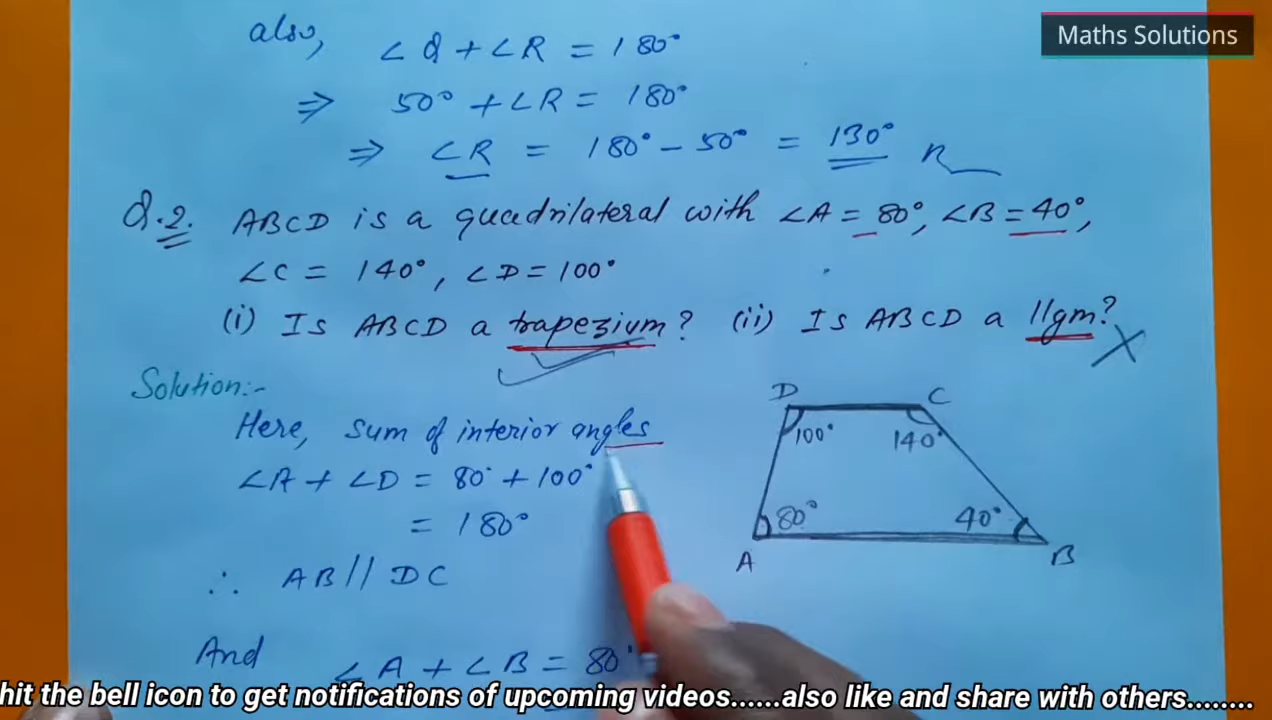 also, ∠Q + ∠R = 180°
Maths Solutions
⇒ 50° + ∠R = 180°
⇒ ∠R = 180° - 50° = 130°
Q.2. ABCD is a quadrilateral with ∠A = 80°, ∠B = 40°,
∠C = 140°, ∠D = 100°
(i) Is ABCD a trapezium? (ii) Is ABCD a llgm?
Solution:-
Here, sum of interior angles
∠A + ∠D = 80° + 100°
= 180°
∴ AB//DC
And ∠A + ∠B = 80°
D C
100° 140°
80° 40°
A B
hit the bell icon to get notifications of upcoming videos......also like and share with others........